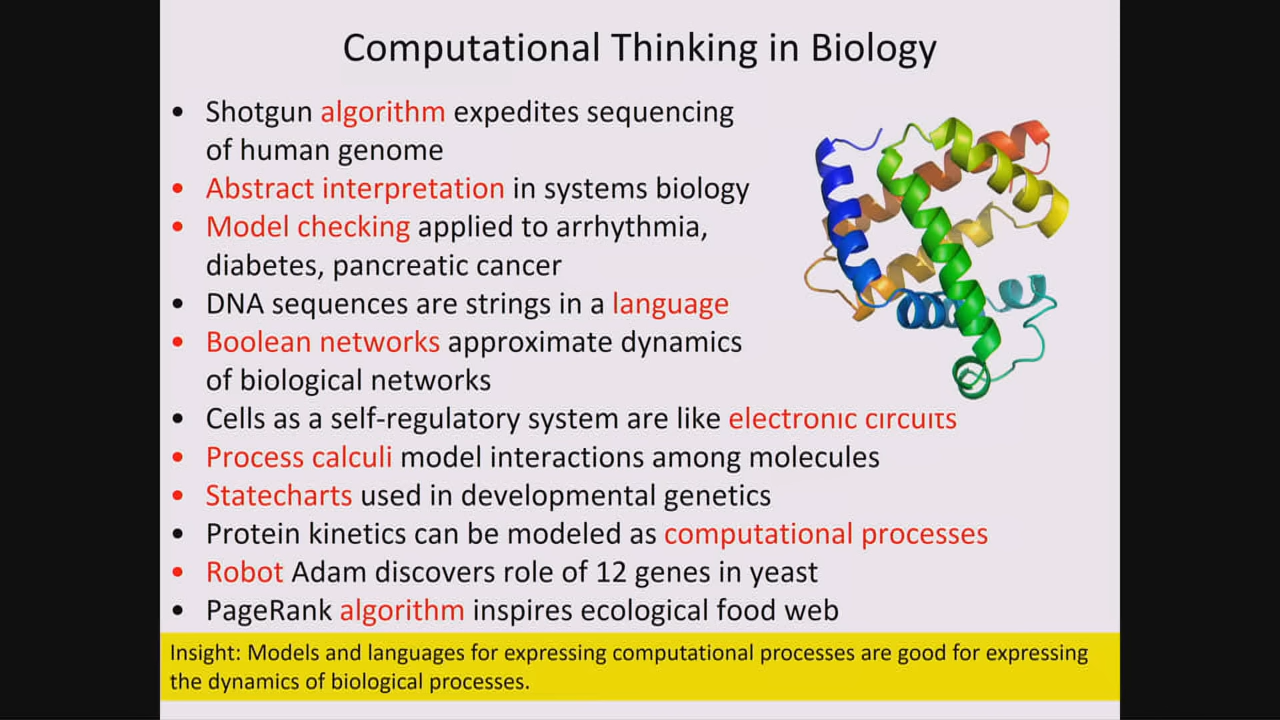 Computational Thinking in Biology
• Shotgun algorithm expedites sequencing
of human genome
• Abstract interpretation in systems biology
• Model checking applied to arrhythmia,
diabetes, pancreatic cancer
• DNA sequences are strings in a language
• Boolean networks approximate dynamics
of biological networks
• Cells as a self-regulatory system are like electronic circuits
• Process calculi model interactions among molecules
• Statecharts used in developmental genetics
• Protein kinetics can be modeled as computational processes
• Robot Adam discovers role of 12 genes in yeast
• PageRank algorithm inspires ecological food web
Insight: Models and languages for expressing computational processes are good for expressing
the dynamics of biological processes.